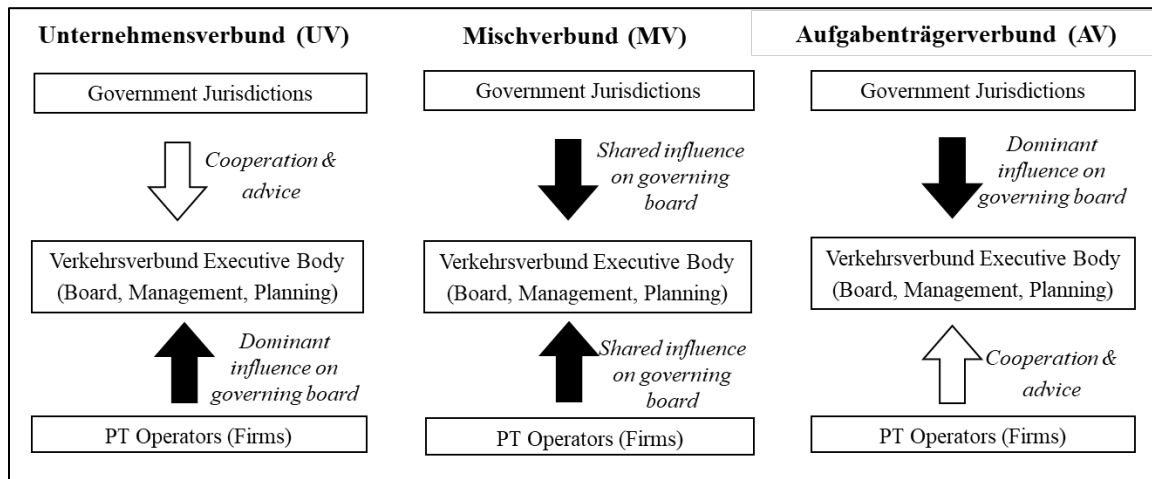 Unternehmensverbund (UV)
Government Jurisdictions
Cooperation &
advice
Verkehrsverbund Executive Body
(Board, Management, Planning)
Dominant
influence on
governing board
PT Operators (Firms)
Mischverbund (MV)
Government Jurisdictions
Shared influence
on governing
board
Verkehrsverbund Executive Body
(Board, Management, Planning)
Shared influence
on governing
board
PT Operators (Firms)
Aufgabenträgerverbund (AV)
Government Jurisdictions
Dominant
influence on
governing board
Verkehrsverbund Executive Body
(Board, Management, Planning)
Cooperation &
advice
PT Operators (Firms)